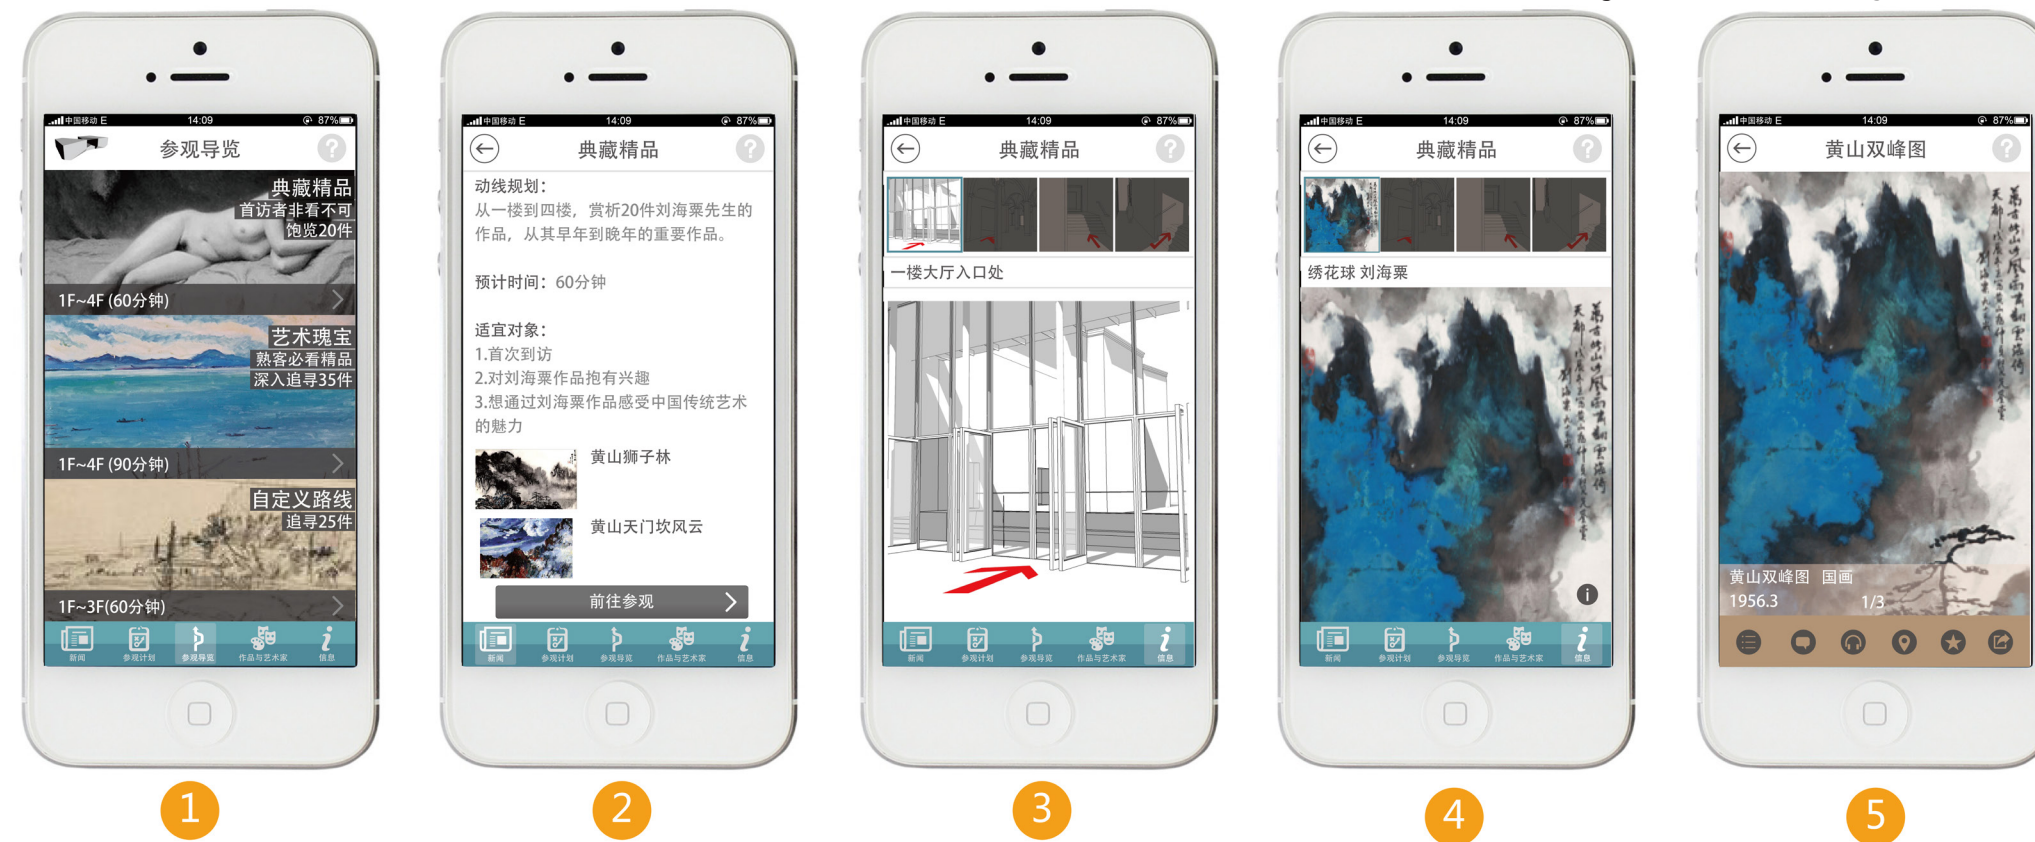 中国移动 E 14:09 87%
参观导览 ?
典藏精品
首访者非看不可
饱览20件
1F~4F (60分钟)
艺术瑰宝
熟客必看精品
深入追寻35件
1F~4F (90分钟)
自定义路线
追寻25件
1F~3F(60分钟)
新闻 参观计划 参观导览 作品与艺术家 信息
1
中国移动 E 14:09 87%
典藏精品 ?
动线规划：
从一楼到四楼，赏析20件刘海粟先生的
作品，从其早年到晚年的重要作品。
预计时间：60分钟
适宜对象：
1.首次到访
2.对刘海粟作品抱有兴趣
3.想通过刘海粟作品感受中国传统艺术
的魅力
黄山狮子林
黄山天门坎风云
前往参观
新闻 参观计划 参观导览 作品与艺术家 信息
2
中国移动 E 14:09 87%
典藏精品 ?
一楼大厅入口处
新闻 参观计划 参观导览 作品与艺术家 信息
3
中国移动 E 14:09 87%
典藏精品 ?
绣花球 刘海粟
新闻 参观计划 参观导览 作品与艺术家 信息
4
中国移动 E 14:09 87%
黄山双峰图 ?
黄山双峰图 国画
1956.3 1/3
5